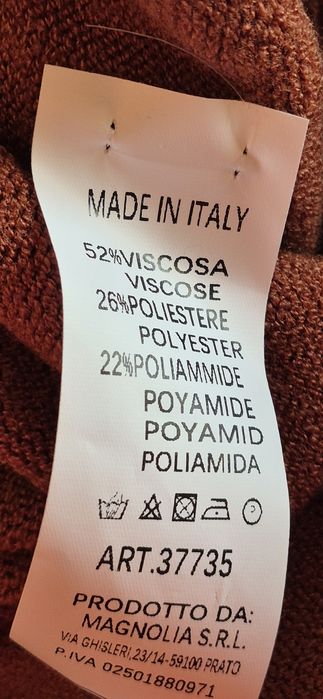 MADE IN ITALY
52%VISCOSA
VISCOSE
26%POLIESTERE
POLYESTER
22%POLIAMMIDE
POYAMIDE
POYAMID
POLIAMIDA
ART.37735
PRODOTTO DA:
MAGNOLIA S.R.L.
VIA GHISLERI,23/14-59100 PRATO
P.IVA 02501880971